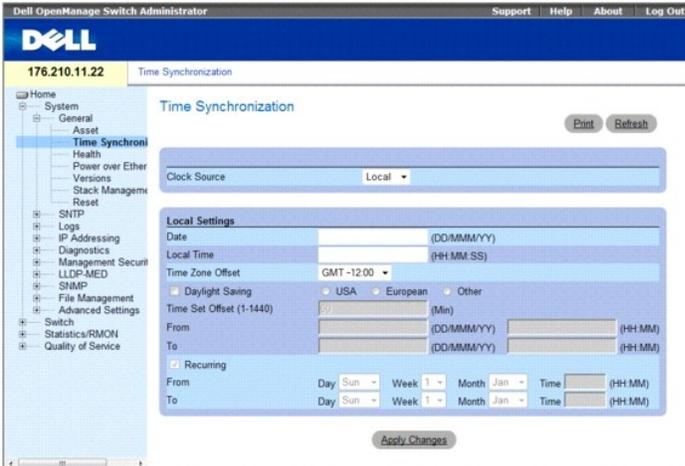 Dell OpenManage Switch Administrator
Support Help About Log Out
DELL
176.210.11.22
Time Synchronization
Home
System
General
Asset
Time Synchroni
Health
Power over Ether
Versions
Stack Manageme
Reset
SNTP
Logs
IP Addressing
Diagnostics
Management Securit
LLDP-MED
SNMP
File Management
Advanced Settings
Switch
Statistics/RMON
Quality of Service
Time Synchronization
Print Refresh
Clock Source Local
Local Settings
Date (DD/MMM/YY)
Local Time (HH:MM:SS)
Time Zone Offset GMT -12:00
Daylight Saving USA European Other
Time Set Offset (1-1440) (Min)
From (DD/MMM/YY) (HH:MM)
To (DD/MMM/YY) (HH:MM)
Recurring
From Day Sun Week 1 Month Jan Time (HH:MM)
To Day Sun Week 1 Month Jan Time (HH:MM)
Apply Changes